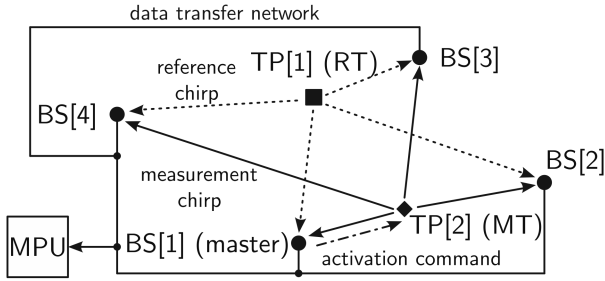 data transfer network
TP[1] (RT)
BS[3]
reference
chirp
BS[4]
BS[2]
measurement
chirp
TP[2] (MT)
MPU
BS[1] (master)
activation command